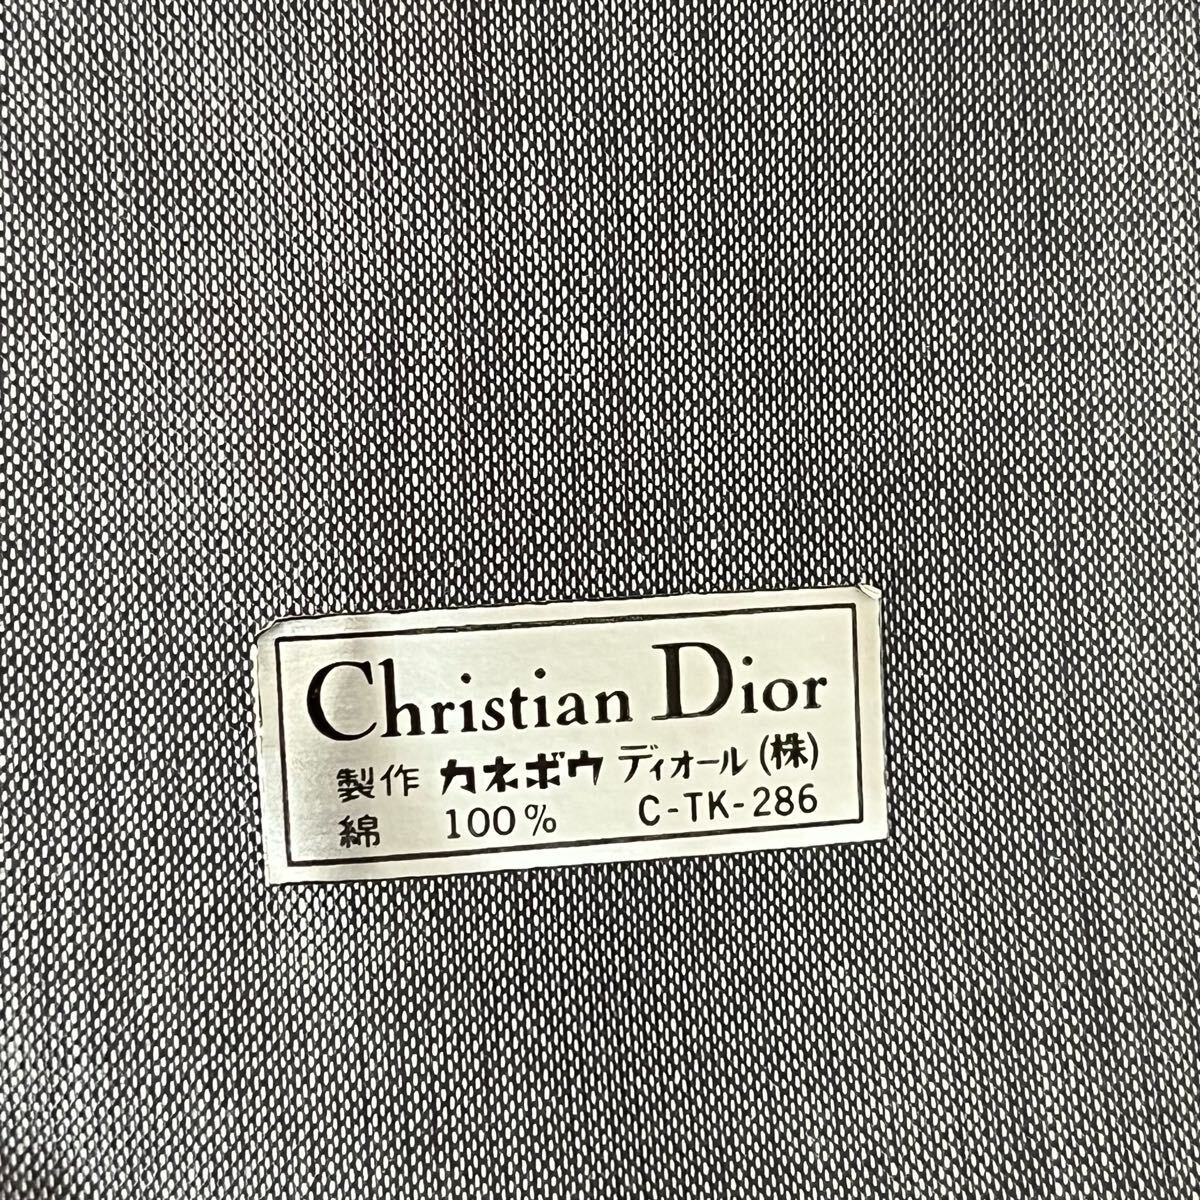 Christian Dior
製作 カネボウ ディオール (株)
綿 100% C-TK-286